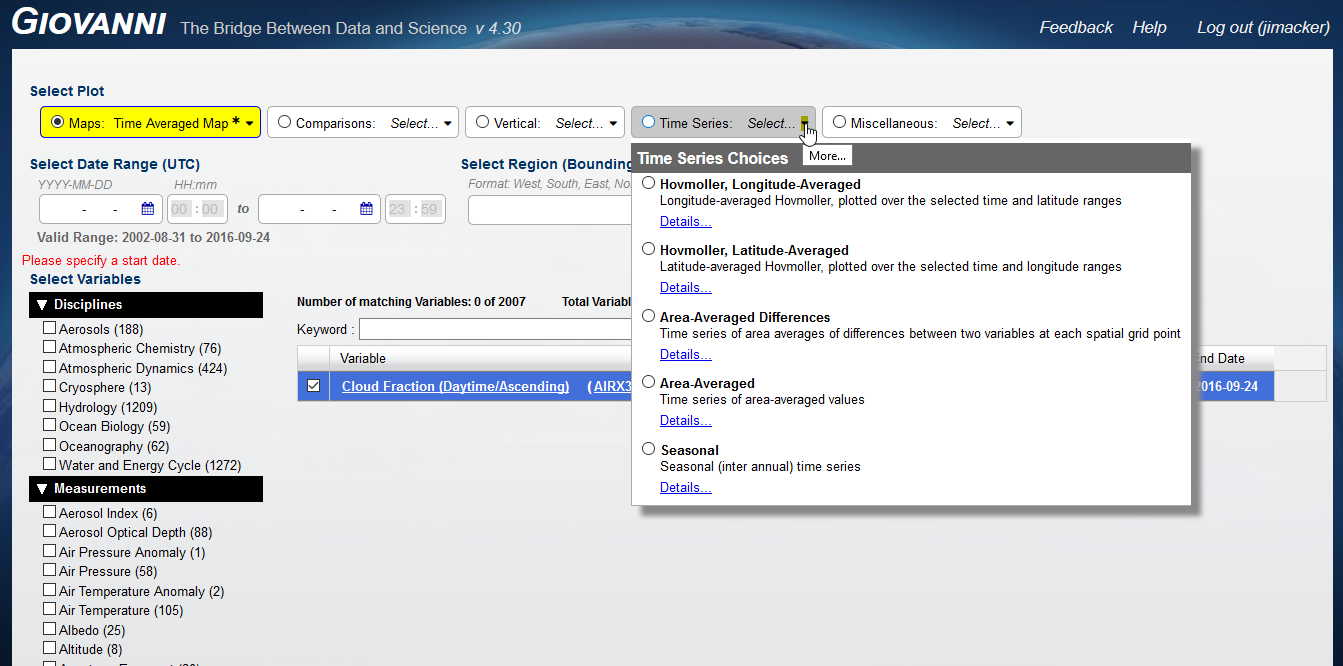 GIOVANNI The Bridge Between Data and Science v 4.30 Feedback Help Log out (jimacker)
Select Plot
Maps: Time Averaged Map * Comparisons: Select... Vertical: Select... Time Series: Select... Miscellaneous: Select...
More...
Select Date Range (UTC)
YYYY-MM-DD HH:mm
- - 00 : 00 to - - 23 : 59
Valid Range: 2002-08-31 to 2016-09-24
Please specify a start date.
Select Region (Bounding
Format: West, South, East, No
Time Series Choices
Hovmoller, Longitude-Averaged
Longitude-averaged Hovmoller, plotted over the selected time and latitude ranges
Details...
Hovmoller, Latitude-Averaged
Latitude-averaged Hovmoller, plotted over the selected time and longitude ranges
Details...
Area-Averaged Differences
Time series of area averages of differences between two variables at each spatial grid point
Details...
Area-Averaged
Time series of area-averaged values
Details...
Seasonal
Seasonal (inter annual) time series
Details...
Select Variables
Disciplines
Aerosols (188)
Atmospheric Chemistry (76)
Atmospheric Dynamics (424)
Cryosphere (13)
Hydrology (1209)
Ocean Biology (59)
Oceanography (62)
Water and Energy Cycle (1272)
Measurements
Aerosol Index (6)
Aerosol Optical Depth (88)
Air Pressure Anomaly (1)
Air Pressure (58)
Air Temperature Anomaly (2)
Air Temperature (105)
Albedo (25)
Altitude (8)
Number of matching Variables: 0 of 2007 Total Variabl
Keyword :
Variable nd Date
Cloud Fraction (Daytime/Ascending) (AIRX3 2016-09-24